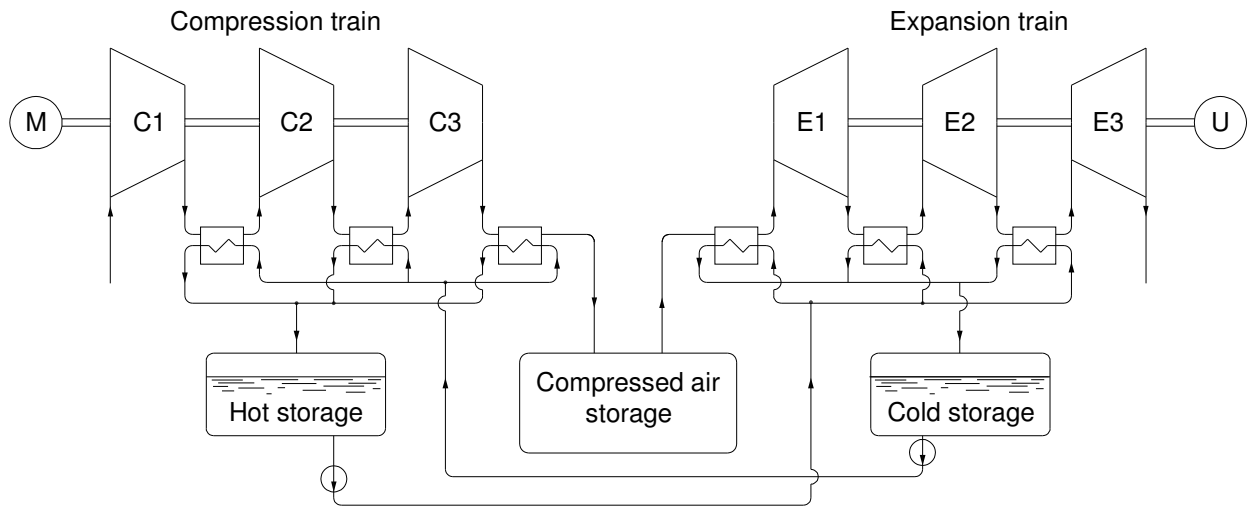 Compression train
Expansion train
M
C1
C2
C3
E1
E2
E3
U
Hot storage
Compressed air
storage
Cold storage